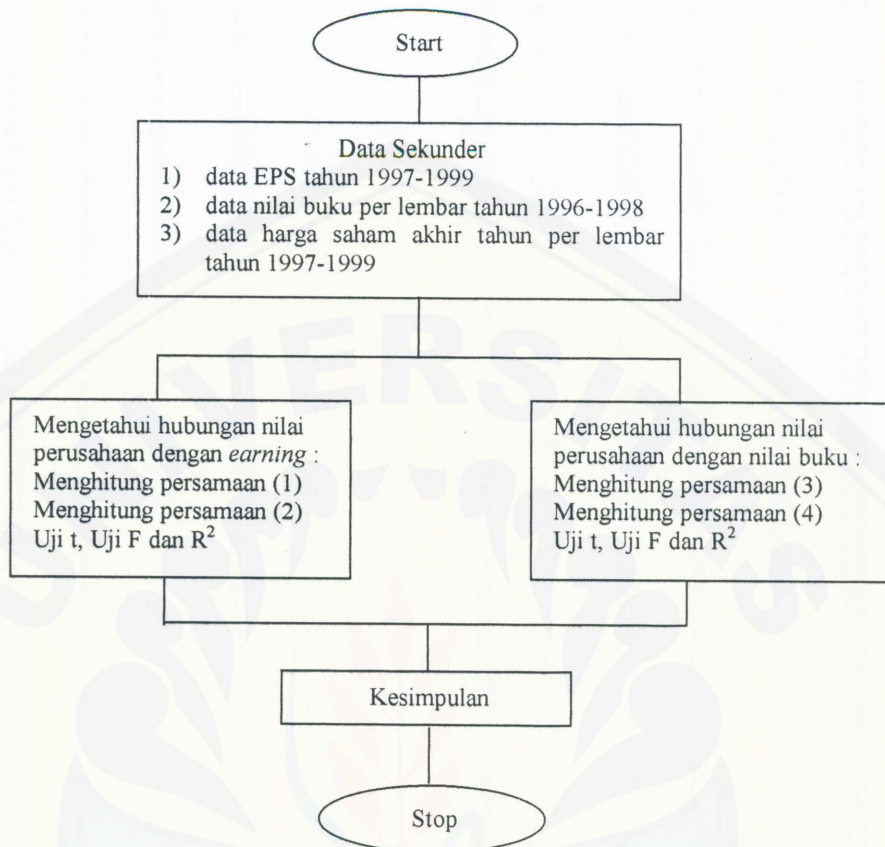 Start
Data Sekunder
1) data EPS tahun 1997-1999
2) data nilai buku per lembar tahun 1996-1998
3) data harga saham akhir tahun per lembar
tahun 1997-1999
Mengetahui hubungan nilai
perusahaan dengan earning :
Menghitung persamaan (1)
Menghitung persamaan (2)
Uji t, Uji F dan R²
Mengetahui hubungan nilai
perusahaan dengan nilai buku :
Menghitung persamaan (3)
Menghitung persamaan (4)
Uji t, Uji F dan R²
Kesimpulan
Stop
UNIVERSITAS